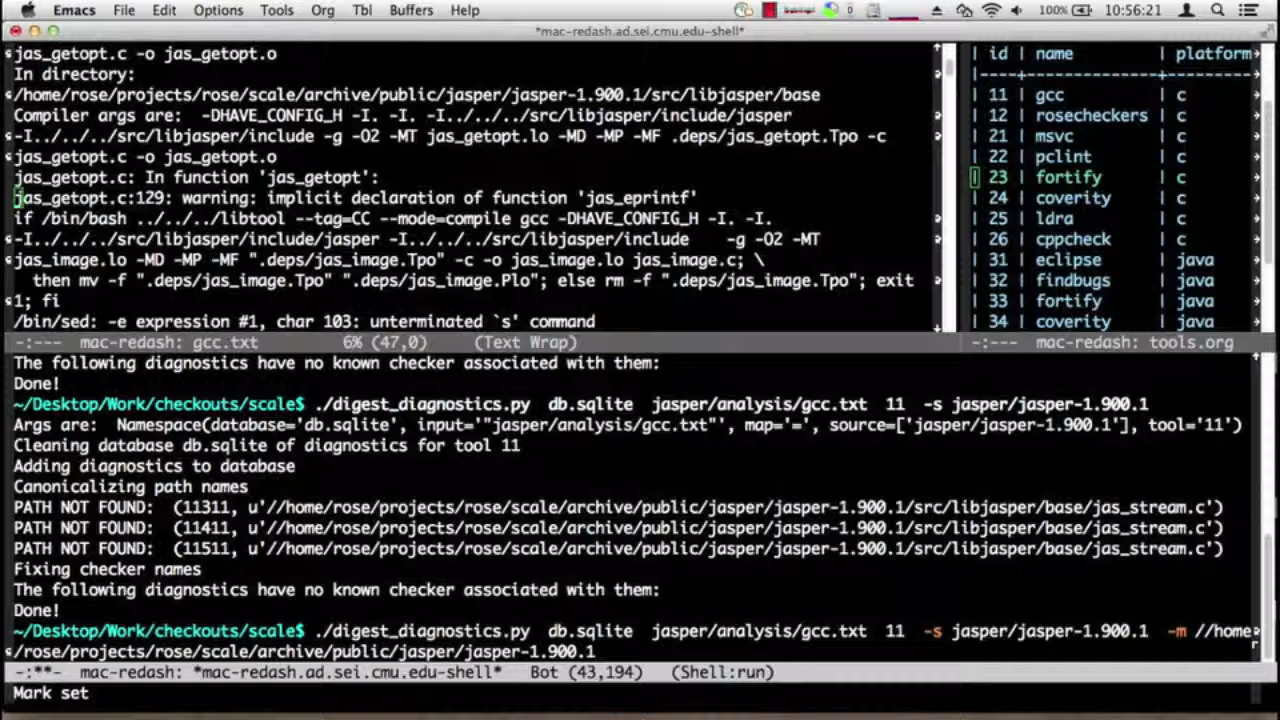 Emacs File Edit Options Tools Org Tbl Buffers Help 100% 10:56:21
*mac-redash.ad.sei.cmu.edu-shell*
jas_getopt.c -o jas_getopt.o
In directory:
/home/rose/projects/rose/scale/archive/public/jasper/jasper-1.900.1/src/libjasper/base
Compiler args are:  -DHAVE_CONFIG_H -I. -I. -I../../../src/libjasper/include/jasper
-I../../../src/libjasper/include -g -O2 -MT jas_getopt.lo -MD -MP -MF .deps/jas_getopt.Tpo -c
jas_getopt.c -o jas_getopt.o
jas_getopt.c: In function 'jas_getopt':
jas_getopt.c:129: warning: implicit declaration of function 'jas_eprintf'
if /bin/bash ../../../libtool --tag=CC --mode=compile gcc -DHAVE_CONFIG_H -I. -I.
-I../../../src/libjasper/include/jasper -I../../../src/libjasper/include    -g -O2 -MT
jas_image.lo -MD -MP -MF ".deps/jas_image.Tpo" -c -o jas_image.lo jas_image.c; \
  then mv -f ".deps/jas_image.Tpo" ".deps/jas_image.Plo"; else rm -f ".deps/jas_image.Tpo"; exit
1; fi
/bin/sed: -e expression #1, char 103: unterminated `s' command
-:---  mac-redash: gcc.txt        6% (47,0)      (Text Wrap)
| id | name         | platform
|----+--------------+---------
| 11 | gcc          | c
| 12 | rosecheckers | c
| 21 | msvc         | c
| 22 | pclint       | c
| 23 | fortify      | c
| 24 | coverity     | c
| 25 | ldra         | c
| 26 | cppcheck     | c
| 31 | eclipse      | java
| 32 | findbugs     | java
| 33 | fortify      | java
| 34 | coverity     | java
-:---  mac-redash: tools.org
The following diagnostics have no known checker associated with them:
Done!
~/Desktop/Work/checkouts/scale$ ./digest_diagnostics.py  db.sqlite  jasper/analysis/gcc.txt  11  -s jasper/jasper-1.900.1
Args are:  Namespace(database='db.sqlite', input='"jasper/analysis/gcc.txt"', map='=', source=['jasper/jasper-1.900.1'], tool='11')
Cleaning database db.sqlite of diagnostics for tool 11
Adding diagnostics to database
Canonicalizing path names
PATH NOT FOUND:  (11311, u'//home/rose/projects/rose/scale/archive/public/jasper/jasper-1.900.1/src/libjasper/base/jas_stream.c')
PATH NOT FOUND:  (11411, u'//home/rose/projects/rose/scale/archive/public/jasper/jasper-1.900.1/src/libjasper/base/jas_stream.c')
PATH NOT FOUND:  (11511, u'//home/rose/projects/rose/scale/archive/public/jasper/jasper-1.900.1/src/libjasper/base/jas_stream.c')
Fixing checker names
The following diagnostics have no known checker associated with them:
Done!
~/Desktop/Work/checkouts/scale$ ./digest_diagnostics.py  db.sqlite  jasper/analysis/gcc.txt  11  -s jasper/jasper-1.900.1  -m //home
/rose/projects/rose/scale/archive/public/jasper/jasper-1.900.1
-:**-  mac-redash: *mac-redash.ad.sei.cmu.edu-shell*   Bot (43,194)   (Shell:run)
Mark set